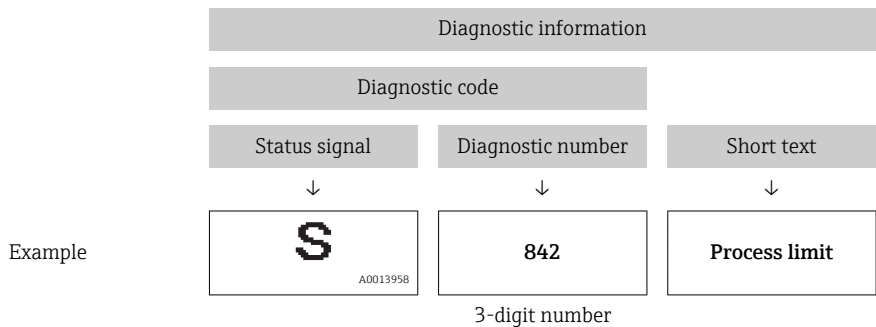 Diagnostic information
Diagnostic code
Status signal Diagnostic number Short text
↓ ↓ ↓
Example S 842 Process limit
A0013958
3-digit number